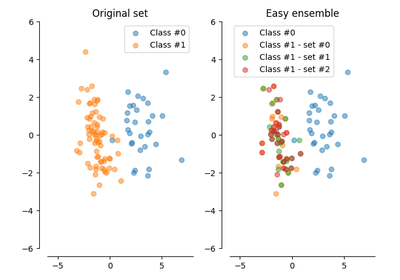 Original set
Easy ensemble
6
4
2
0
−2
−4
−6
−5
0
5
Class #0
Class #1
6
4
2
0
−2
−4
−6
−5
0
5
Class #0
Class #1 - set #0
Class #1 - set #1
Class #1 - set #2